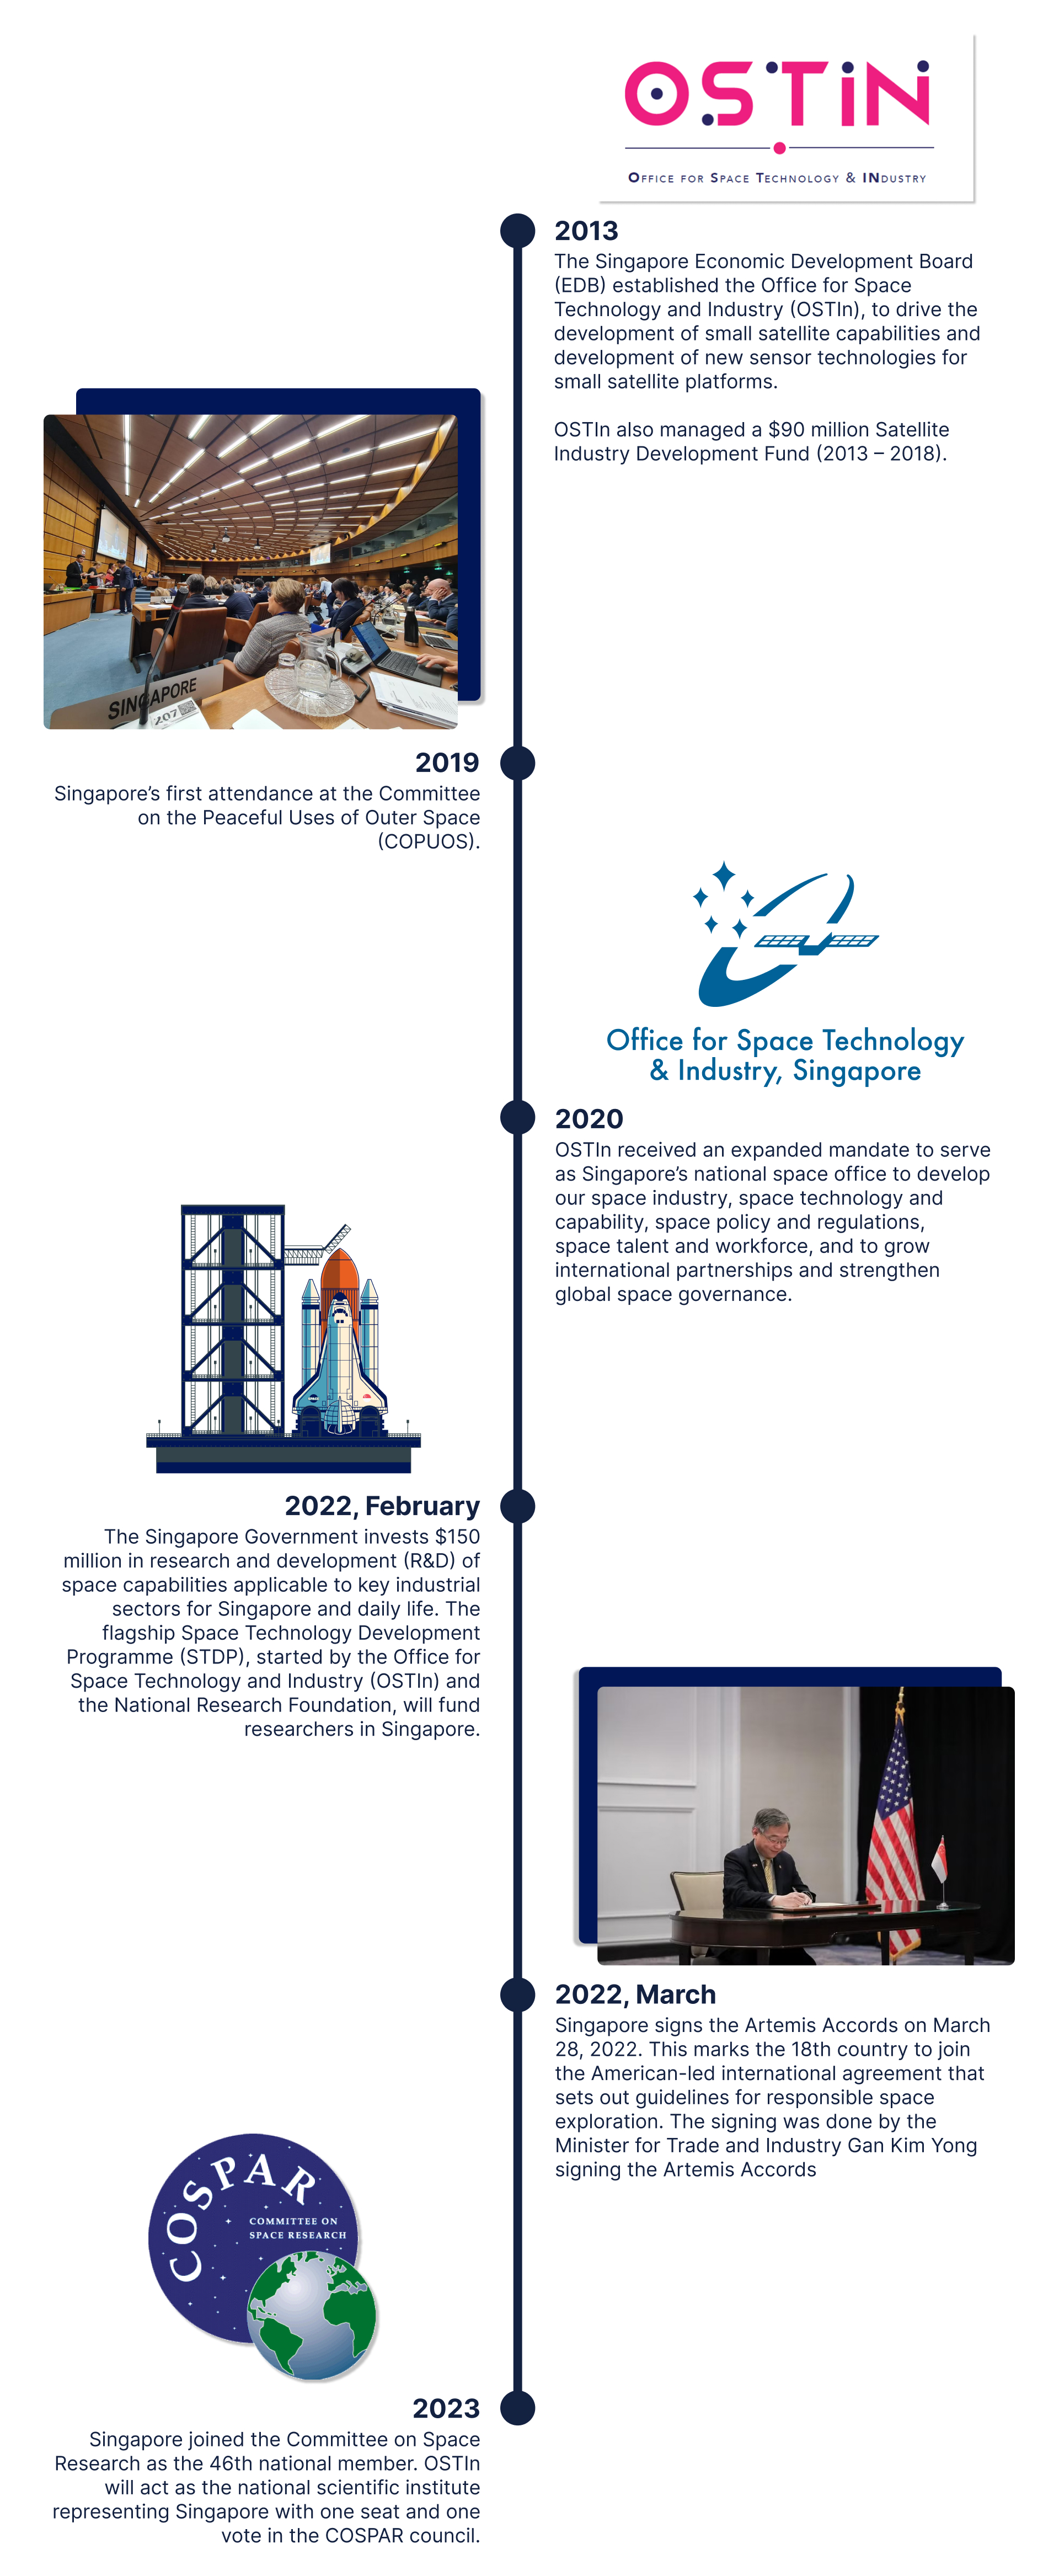 OSTIN
OFFICE FOR SPACE TECHNOLOGY & INDUSTRY
2013
The Singapore Economic Development Board
(EDB) established the Office for Space
Technology and Industry (OSTIn), to drive the
development of small satellite capabilities and
development of new sensor technologies for
small satellite platforms.
OSTIn also managed a $90 million Satellite
Industry Development Fund (2013 – 2018).
SINGAPORE
207
2019
Singapore’s first attendance at the Committee
on the Peaceful Uses of Outer Space
(COPUOS).
Office for Space Technology
& Industry, Singapore
2020
OSTIn received an expanded mandate to serve
as Singapore’s national space office to develop
our space industry, space technology and
capability, space policy and regulations,
space talent and workforce, and to grow
international partnerships and strengthen
global space governance.
2022, February
The Singapore Government invests $150
million in research and development (R&D) of
space capabilities applicable to key industrial
sectors for Singapore and daily life. The
flagship Space Technology Development
Programme (STDP), started by the Office for
Space Technology and Industry (OSTIn) and
the National Research Foundation, will fund
researchers in Singapore.
2022, March
Singapore signs the Artemis Accords on March
28, 2022. This marks the 18th country to join
the American-led international agreement that
sets out guidelines for responsible space
exploration. The signing was done by the
Minister for Trade and Industry Gan Kim Yong
signing the Artemis Accords
COSPAR
COMMITTEE ON
SPACE RESEARCH
2023
Singapore joined the Committee on Space
Research as the 46th national member. OSTIn
will act as the national scientific institute
representing Singapore with one seat and one
vote in the COSPAR council.